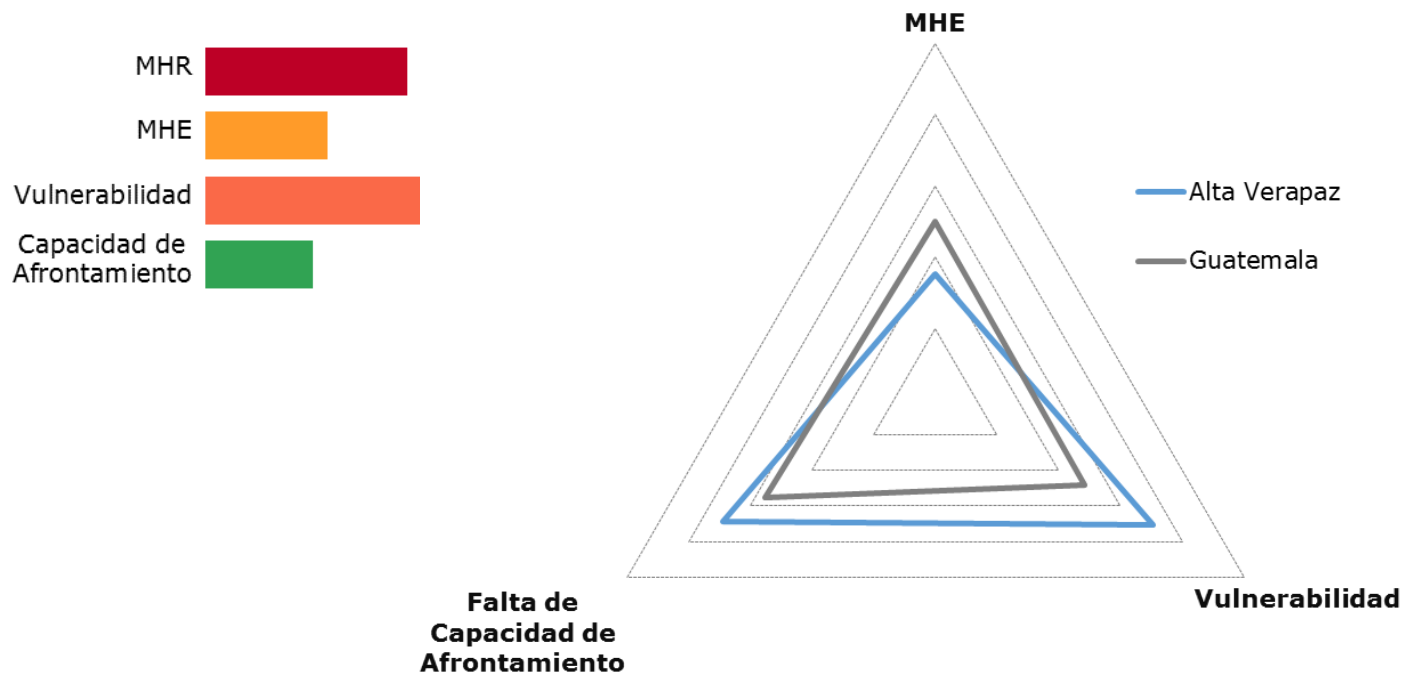 MHR
MHE
Vulnerabilidad
Capacidad de
Afrontamiento
MHE
Alta Verapaz
Guatemala
Vulnerabilidad
Falta de
Capacidad de
Afrontamiento